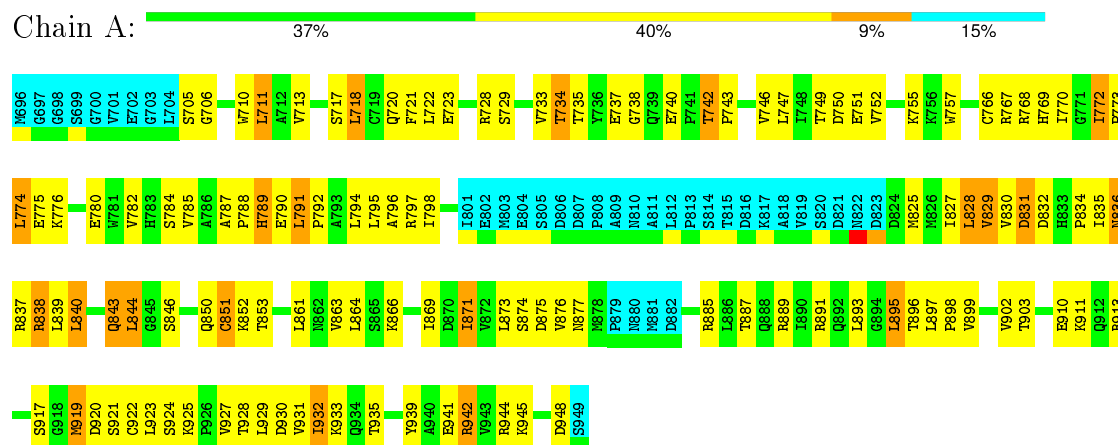 Chain A:
37% 40% 9% 15%
M696 G697 G698 S699 G700 V701 E702 G703 L704 S705 G706 W710 L711 A712 V713 S717 L718 C719 Q720 F721 L722 E723 R728 S729 V733 T734 T735 Y736 E737 G738 Q739 E740 P741 T742 P743 V746 L747 I748 T749 D750 E751 V752 K755 K756 W757 C766 R767 R768 H769 I770 G771 I772 P773
L774 E775 K776 E780 W781 V782 H783 S784 V785 A786 A787 P788 H789 E790 L791 P792 A793 L794 L795 A796 R797 I798 I801 E802 M803 E804 S805 D806 D807 P808 A809 N810 A811 L812 P813 S814 T815 D816 K817 A818 V819 S820 D821 N822 D823 D824 M825 M826 I827 L828 V829 V830 D831 D832 H833 P834 I835 N836
R837 R838 L839 L840 Q843 L844 G845 S846 Q850 C851 K852 T853 L861 N862 V863 L864 S865 K866 I869 D870 I871 V872 L873 S874 D875 V876 N877 M878 P879 N880 M881 D882 R885 L886 T887 Q888 R889 I890 R891 Q892 L893 G894 L895 T896 L897 P898 V899 V902 T903 E910 K911 Q912 R913
S917 G918 M919 D920 S921 C922 L923 S924 K925 P926 V927 T928 L929 D930 V931 I932 K933 Q934 T935 Y939 A940 E941 R942 V943 R944 K945 D948 S949